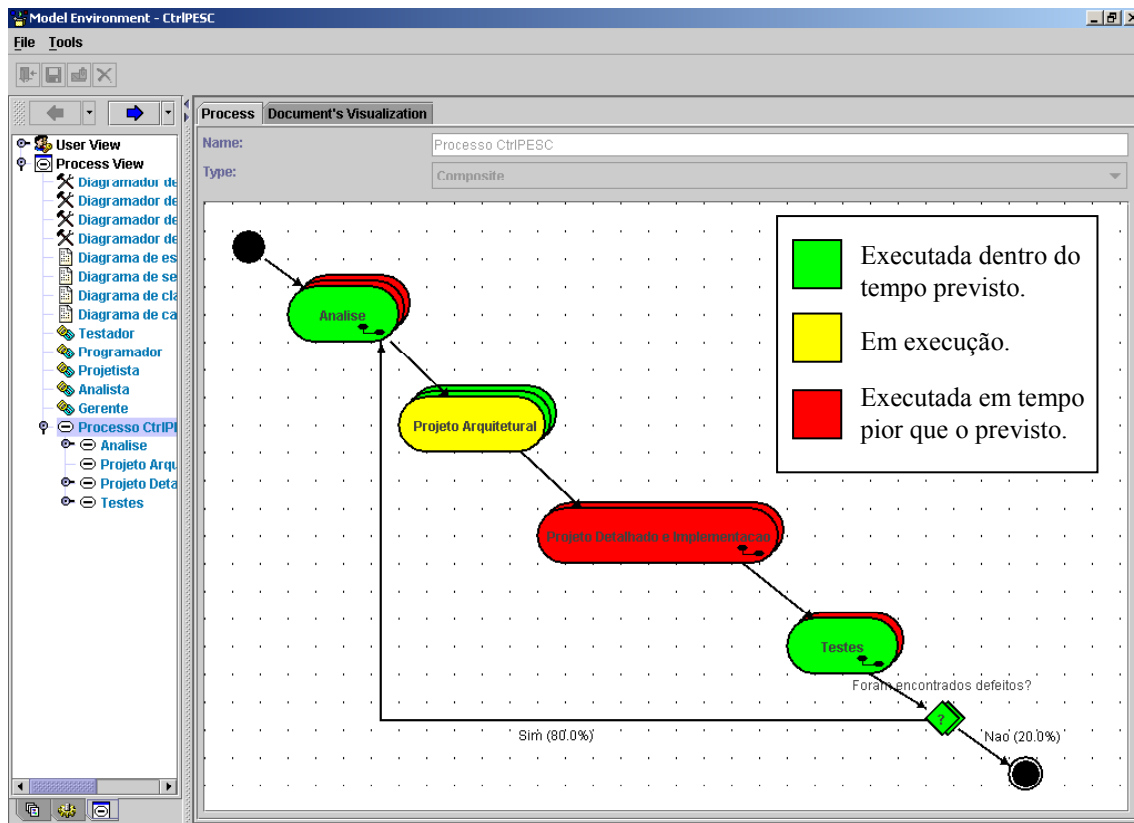 Model Environment - CtrlPESC
File Tools
Process Document's Visualization
User View
Process View
Diagramador de
Diagramador de
Diagramador de
Diagramador de
Diagrama de es
Diagrama de se
Diagrama de cla
Diagrama de ca
Testador
Programador
Projetista
Analista
Gerente
Processo CtrlPI
Analise
Projeto Arqu
Projeto Deta
Testes
Name: Processo CtrlPESC
Type: Composite
Executada dentro do
tempo previsto.
Em execução.
Executada em tempo
pior que o previsto.
Analise
Projeto Arquitetural
Projeto Detalhado e Implementacao
Testes
Foram encontrados defeitos?
?
Sim (80.0%)
Nao (20.0%)